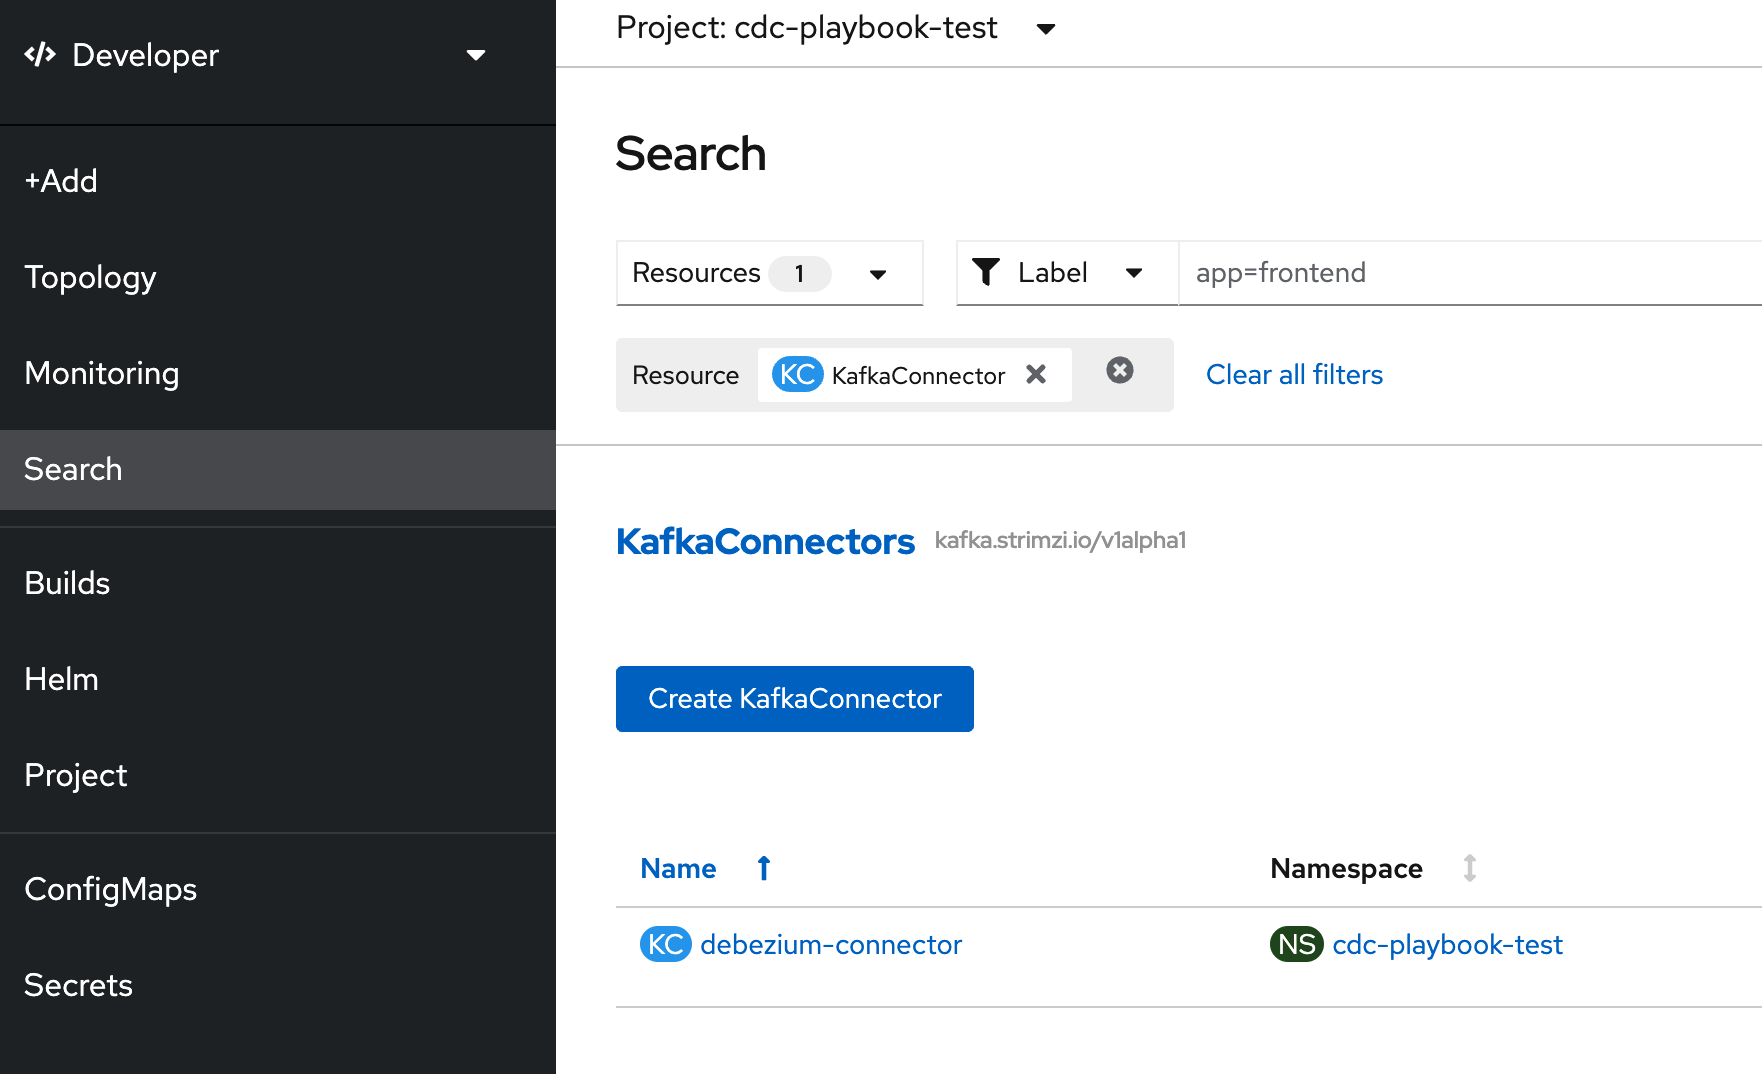 Developer
+Add
Topology
Monitoring
Search
Builds
Helm
Project
ConfigMaps
Secrets
Project: cdc-playbook-test
Search
Resources 1
Label
app=frontend
Resource
KC KafkaConnector
Clear all filters
KafkaConnectors kafka.strimzi.io/v1alpha1
Create KafkaConnector
Name Namespace
KC debezium-connector NS cdc-playbook-test